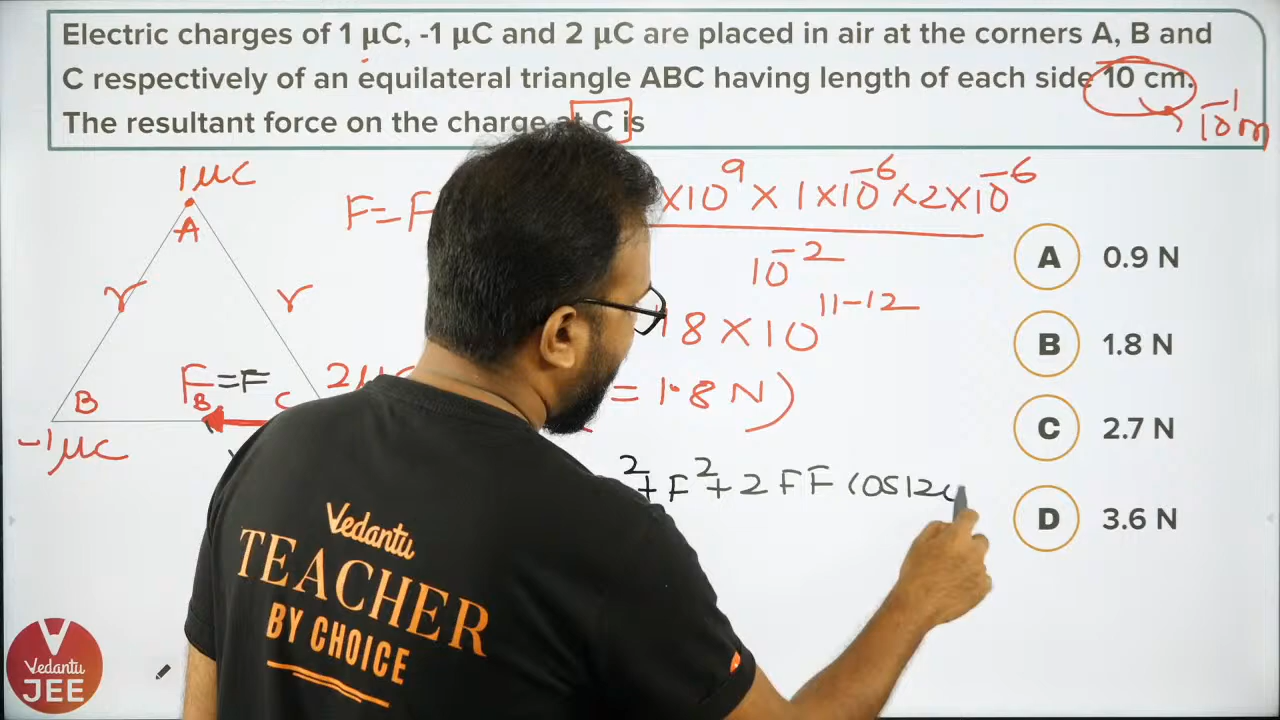 Electric charges of 1 μC, -1 μC and 2 μC are placed in air at the corners A, B and
C respectively of an equilateral triangle ABC having length of each side 10 cm.
The resultant force on the charge at C is
10⁻¹m
1μC
A
r
r
F_B=F
B
C
-1μC
F=F
×10⁹×1×10⁻⁶×2×10⁻⁶
10⁻²
18×10¹¹⁻¹²
=1.8N)
²+F²+2FF cos12
A 0.9 N
B 1.8 N
C 2.7 N
D 3.6 N
Vedantu
TEACHER
BY CHOICE
Vedantu
JEE